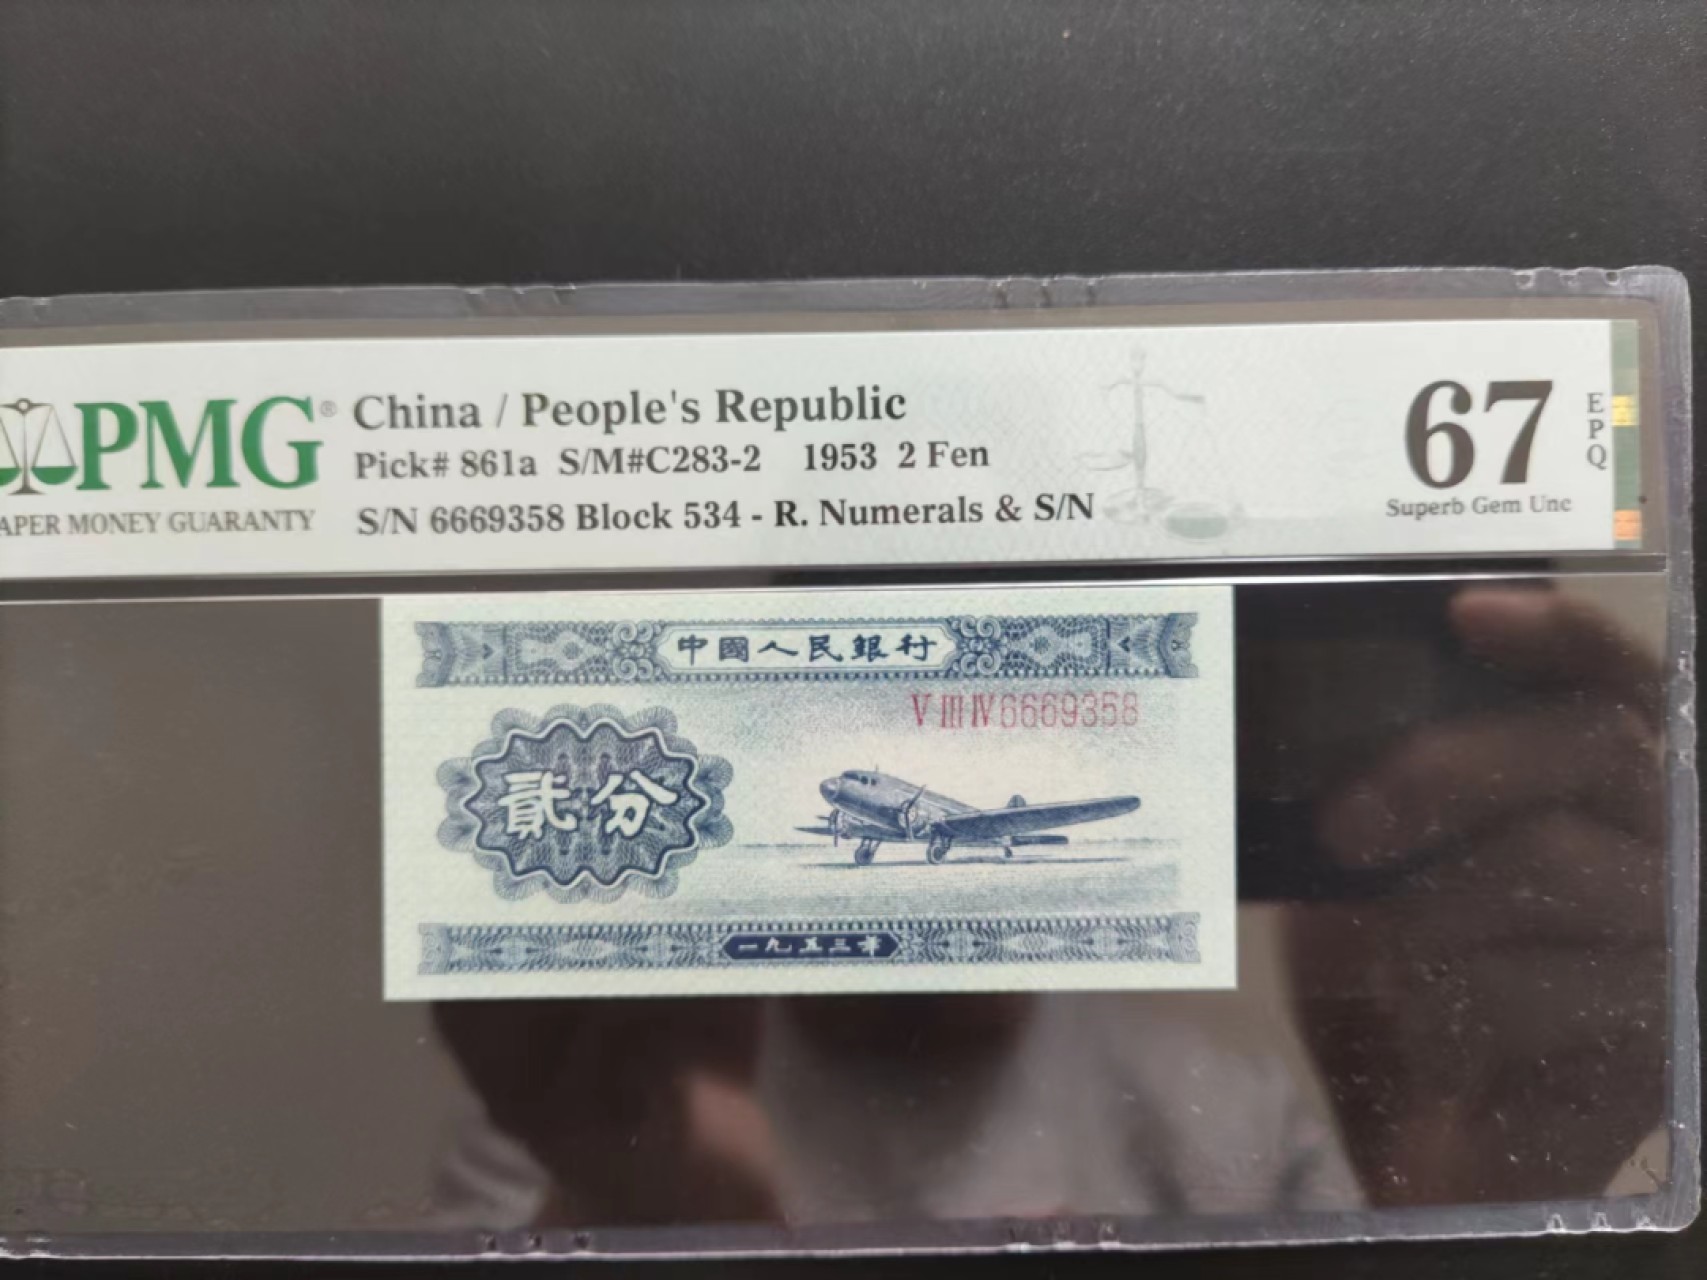 PMG®
APER MONEY GUARANTY
China / People's Republic
Pick# 861a S/M#C283-2 1953 2 Fen
S/N 6669358 Block 534 - R. Numerals & S/N
67
EPQ
Superb Gem Unc
中國人民銀行
V III IV 6669358
貳分
一九五三年